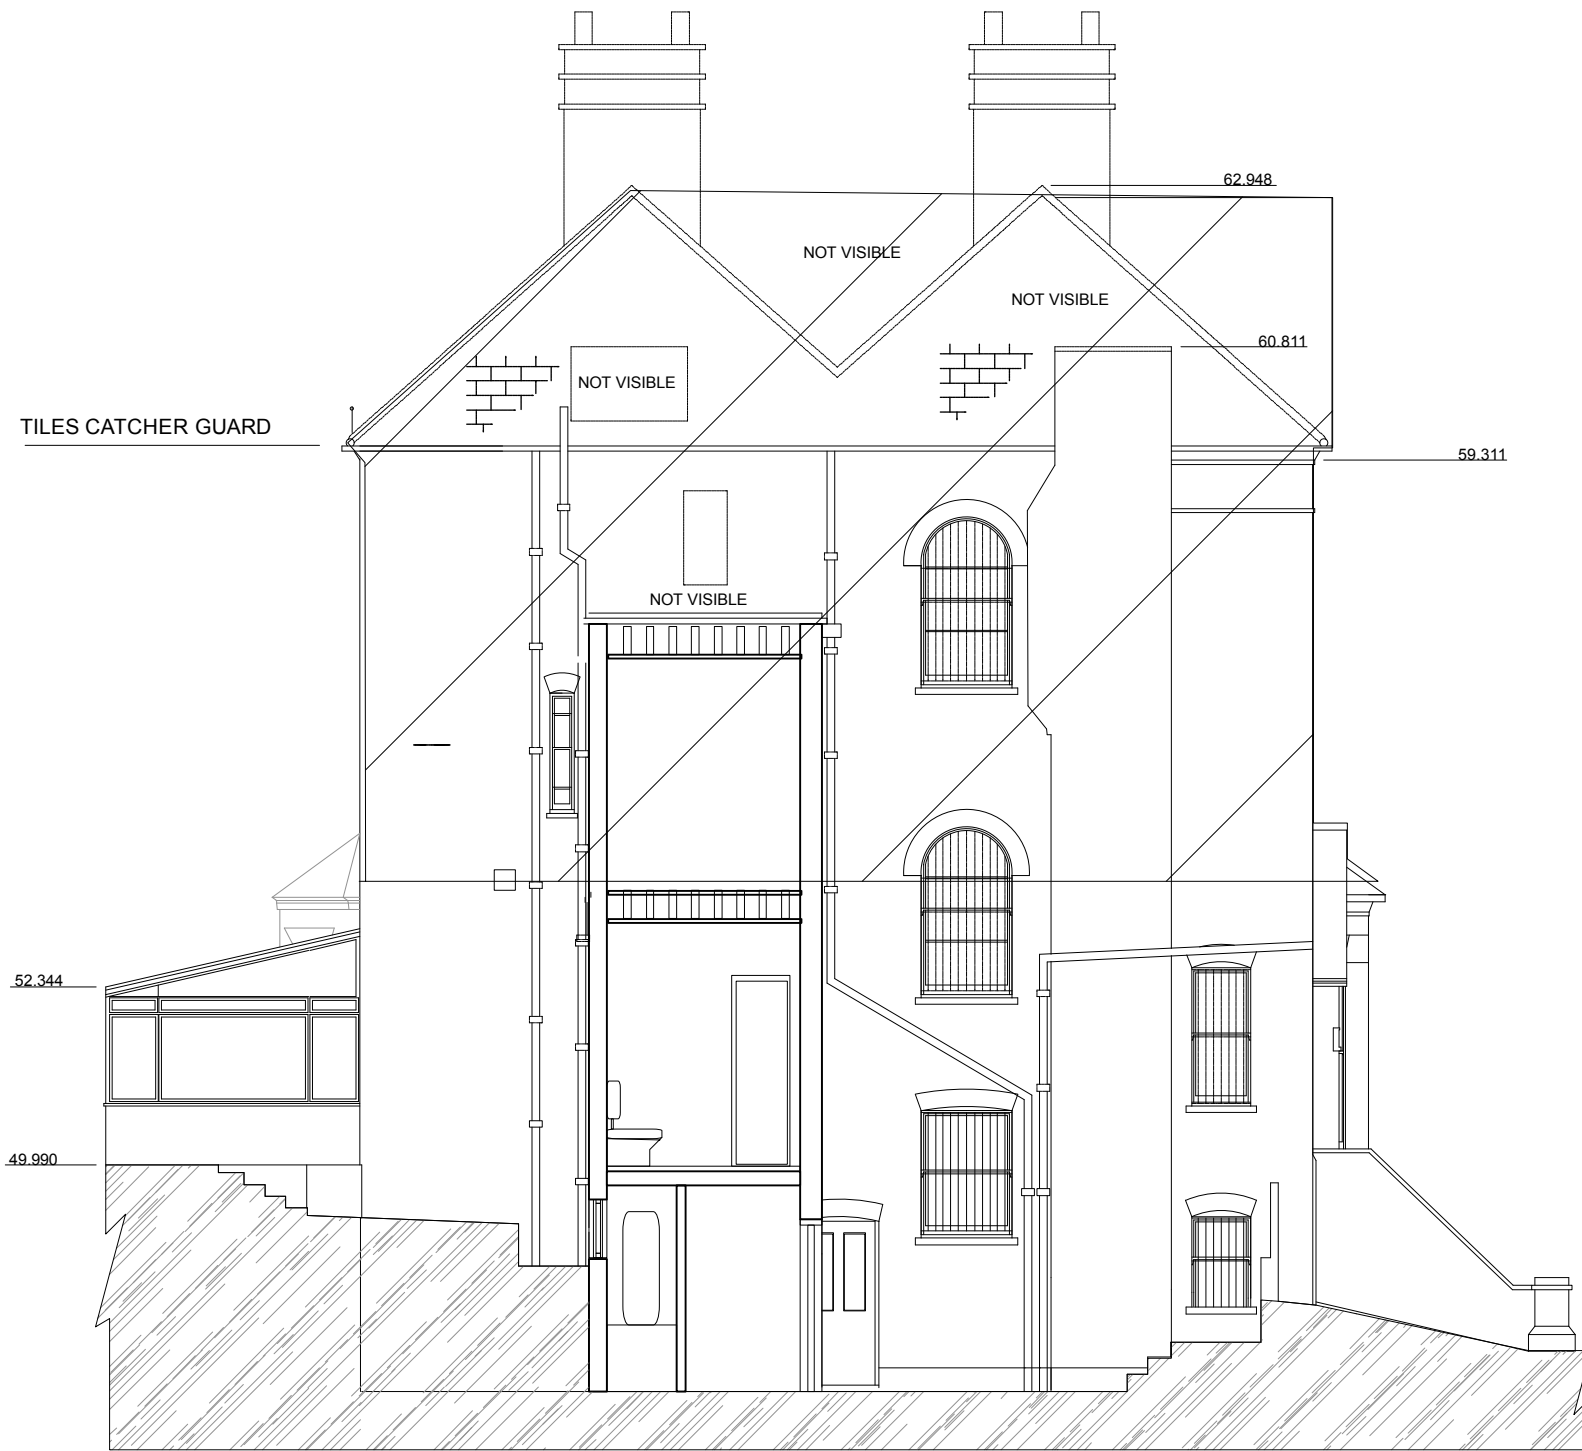 62.948
NOT VISIBLE
NOT VISIBLE
60.811
NOT VISIBLE
TILES CATCHER GUARD
59.311
NOT VISIBLE
52.344
49.990